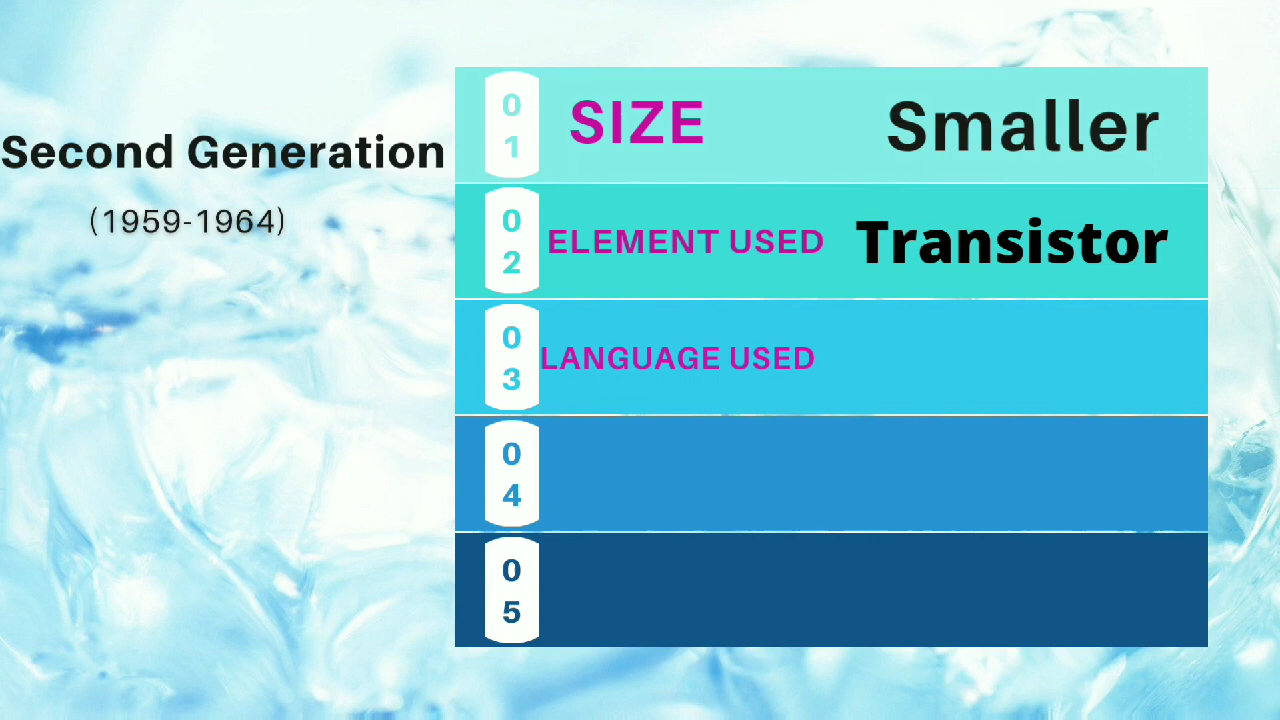 Second Generation
(1959-1964)
01 SIZE Smaller
02 ELEMENT USED Transistor
03 LANGUAGE USED
04
05